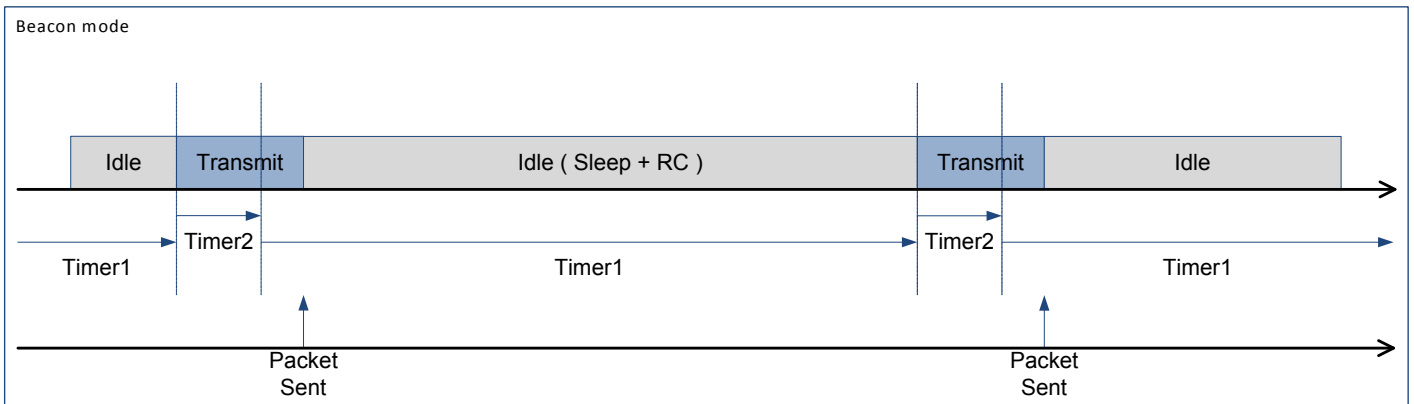 Beacon mode
Idle
Transmit
Idle ( Sleep + RC )
Transmit
Idle
Timer2
Timer2
Timer1
Timer1
Timer1
Packet
Sent
Packet
Sent